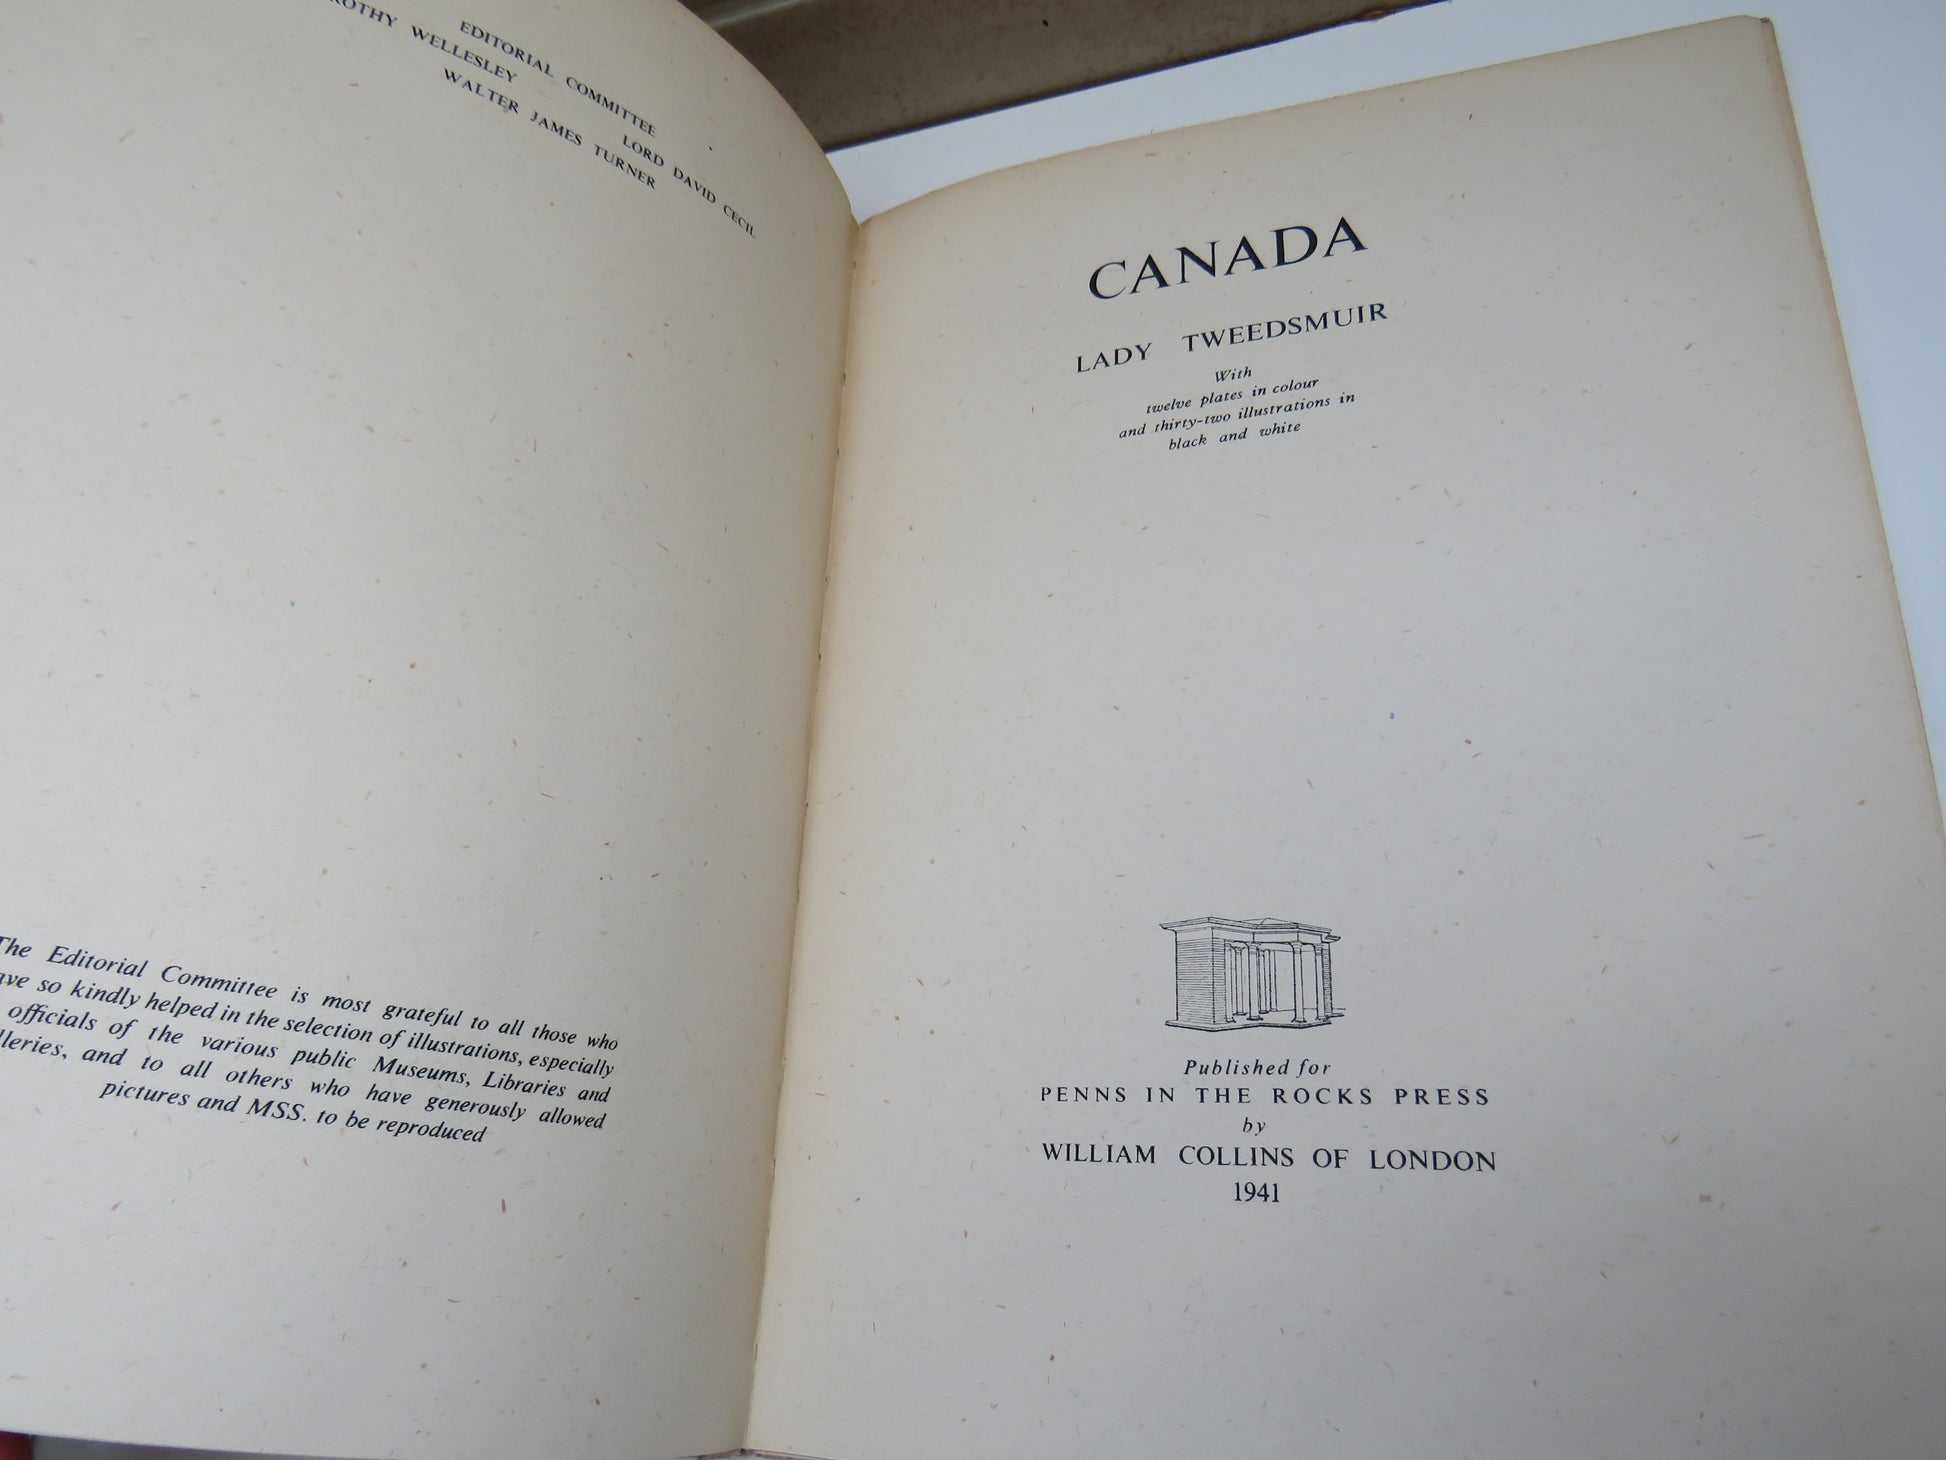 EDITORIAL COMMITTEE
WELLESLEY LORD DAVID CECIL
WALTER JAMES TURNER
The Editorial Committee is most grateful to all those who
so kindly helped in the selection of illustrations, especially
officials of the various public Museums, Libraries and
and to all others who have generously allowed
pictures and MSS. to be reproduced
CANADA
LADY TWEEDSMUIR
With
twelve plates in colour
and thirty-two illustrations in
black and white
Published for
PENNS IN THE ROCKS PRESS
by
WILLIAM COLLINS OF LONDON
1941